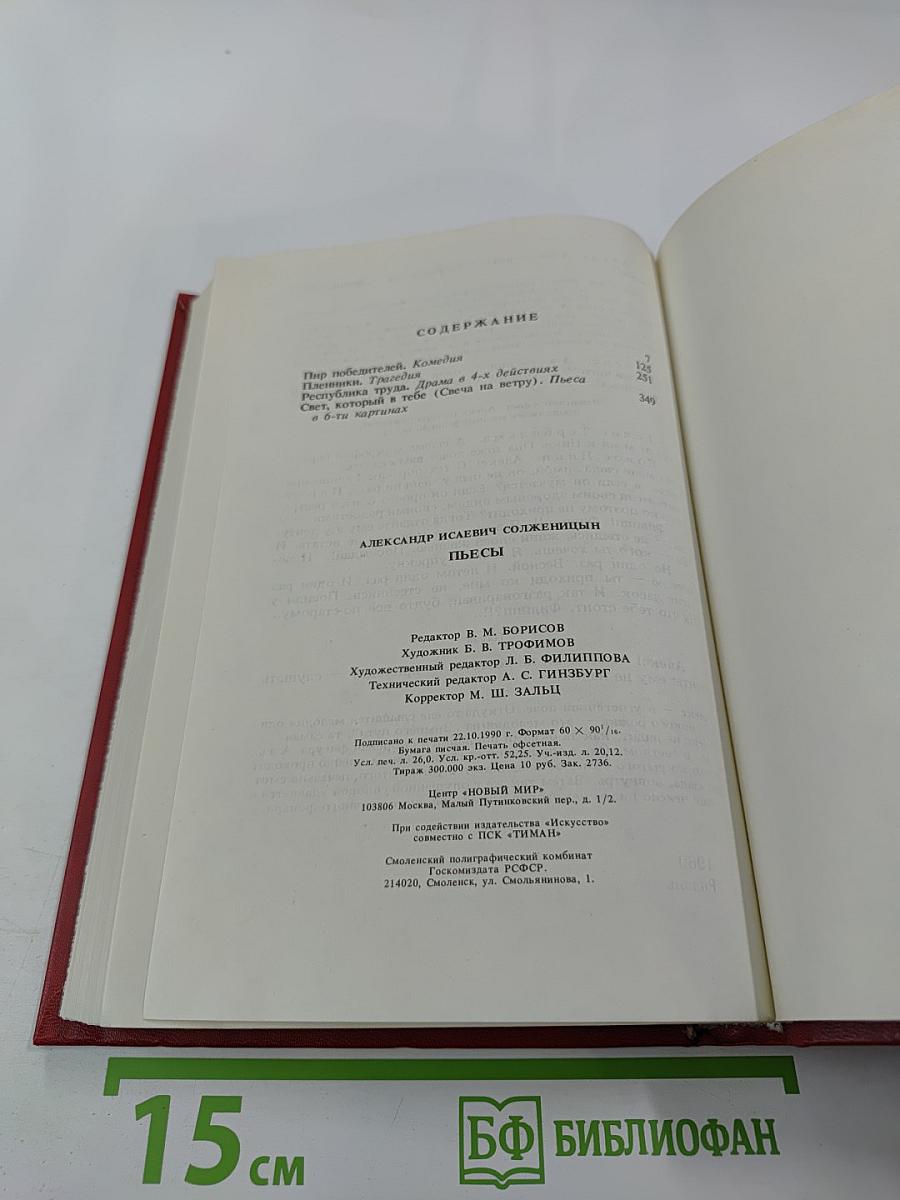 СОДЕРЖАНИЕ
Пир победителей. Комедия 7
Пленники. Трагедия 125
Республика труда. Драма в 4-х действиях 251
Свет, который в тебе (Свеча на ветру). Пьеса
в 6-ти картинах 349
АЛЕКСАНДР ИСАЕВИЧ СОЛЖЕНИЦЫН
ПЬЕСЫ
Редактор В. М. БОРИСОВ
Художник Б. В. ТРОФИМОВ
Художественный редактор Л. Б. ФИЛИППОВА
Технический редактор А. С. ГИНЗБУРГ
Корректор М. Ш. ЗАЛЬЦ
Подписано к печати 22.10.1990 г. Формат 60 × 90¹/₁₆.
Бумага писчая. Печать офсетная.
Усл. печ. л. 26,0. Усл. кр.-отт. 52,25. Уч.-изд. л. 20,12.
Тираж 300.000 экз. Цена 10 руб. Зак. 2736.
Центр «НОВЫЙ МИР»
103806 Москва, Малый Путинковский пер., д. 1/2.
При содействии издательства «Искусство»
совместно с ПСК «ТИМАН»
Смоленский полиграфический комбинат
Госкомиздата РСФСР.
214020, Смоленск, ул. Смольянинова, 1.
15 см
БФ БИБЛИОФАН